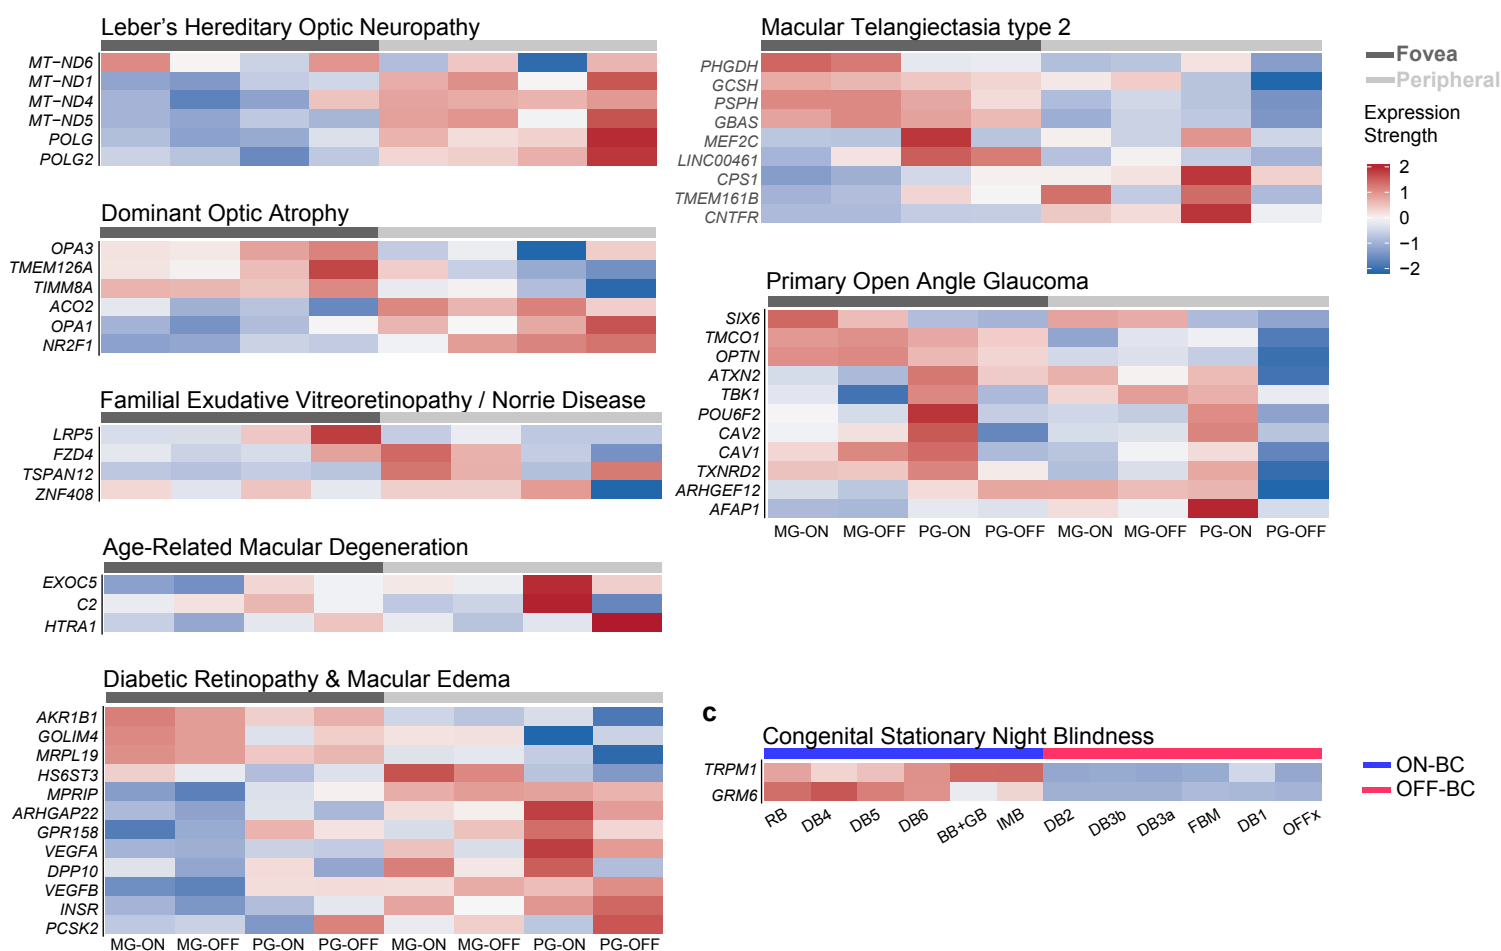 Leber's Hereditary Optic Neuropathy
MT−ND6
MT−ND1
MT−ND4
MT−ND5
POLG
POLG2
Dominant Optic Atrophy
OPA3
TMEM126A
TIMM8A
ACO2
OPA1
NR2F1
Familial Exudative Vitreoretinopathy / Norrie Disease
LRP5
FZD4
TSPAN12
ZNF408
Age-Related Macular Degeneration
EXOC5
C2
HTRA1
Diabetic Retinopathy & Macular Edema
AKR1B1
GOLIM4
MRPL19
HS6ST3
MPRIP
ARHGAP22
GPR158
VEGFA
DPP10
VEGFB
INSR
PCSK2
MG-ON MG-OFF PG-ON PG-OFF MG-ON MG-OFF PG-ON PG-OFF
Macular Telangiectasia type 2
PHGDH
GCSH
PSPH
GBAS
MEF2C
LINC00461
CPS1
TMEM161B
CNTFR
Primary Open Angle Glaucoma
SIX6
TMCO1
OPTN
ATXN2
TBK1
POU6F2
CAV2
CAV1
TXNRD2
ARHGEF12
AFAP1
MG-ON MG-OFF PG-ON PG-OFF MG-ON MG-OFF PG-ON PG-OFF
Fovea
Peripheral
Expression
Strength
2
1
0
−1
−2
c
Congenital Stationary Night Blindness
TRPM1
GRM6
RB DB4 DB5 DB6 BB+GB IMB DB2 DB3b DB3a FBM DB1 OFFx
ON-BC
OFF-BC